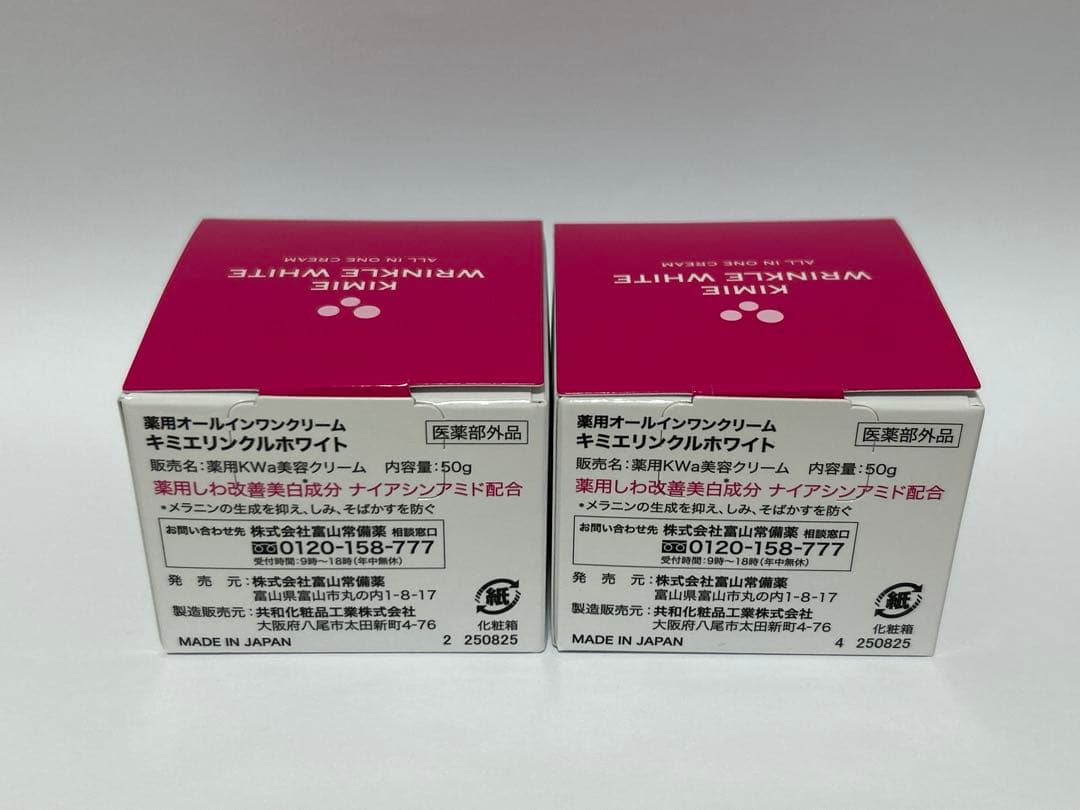 KIMIE
WRINKLE WHITE
ALL IN ONE CREAM
薬用オールインワンクリーム
キミエリンクルホワイト
医薬部外品
販売名:薬用KWa美容クリーム 内容量:50g
薬用しわ改善美白*成分 ナイアシンアミド配合
*メラニンの生成を抑え、しみ、そばかすを防ぐ
お問い合わせ先 株式会社富山常備薬 相談窓口
0120-158-777
受付時間:9時〜18時(年中無休)
発売元:株式会社富山常備薬
富山県富山市丸の内1-8-17
製造販売元:共和化粧品工業株式会社
大阪府八尾市太田新町4-76
紙
化粧箱
MADE IN JAPAN 2 250825
KIMIE
WRINKLE WHITE
ALL IN ONE CREAM
薬用オールインワンクリーム
キミエリンクルホワイト
医薬部外品
販売名:薬用KWa美容クリーム 内容量:50g
薬用しわ改善美白*成分 ナイアシンアミド配合
*メラニンの生成を抑え、しみ、そばかすを防ぐ
お問い合わせ先 株式会社富山常備薬 相談窓口
0120-158-777
受付時間:9時〜18時(年中無休)
発売元:株式会社富山常備薬
富山県富山市丸の内1-8-17
製造販売元:共和化粧品工業株式会社
大阪府八尾市太田新町4-76
紙
化粧箱
MADE IN JAPAN 4 250825